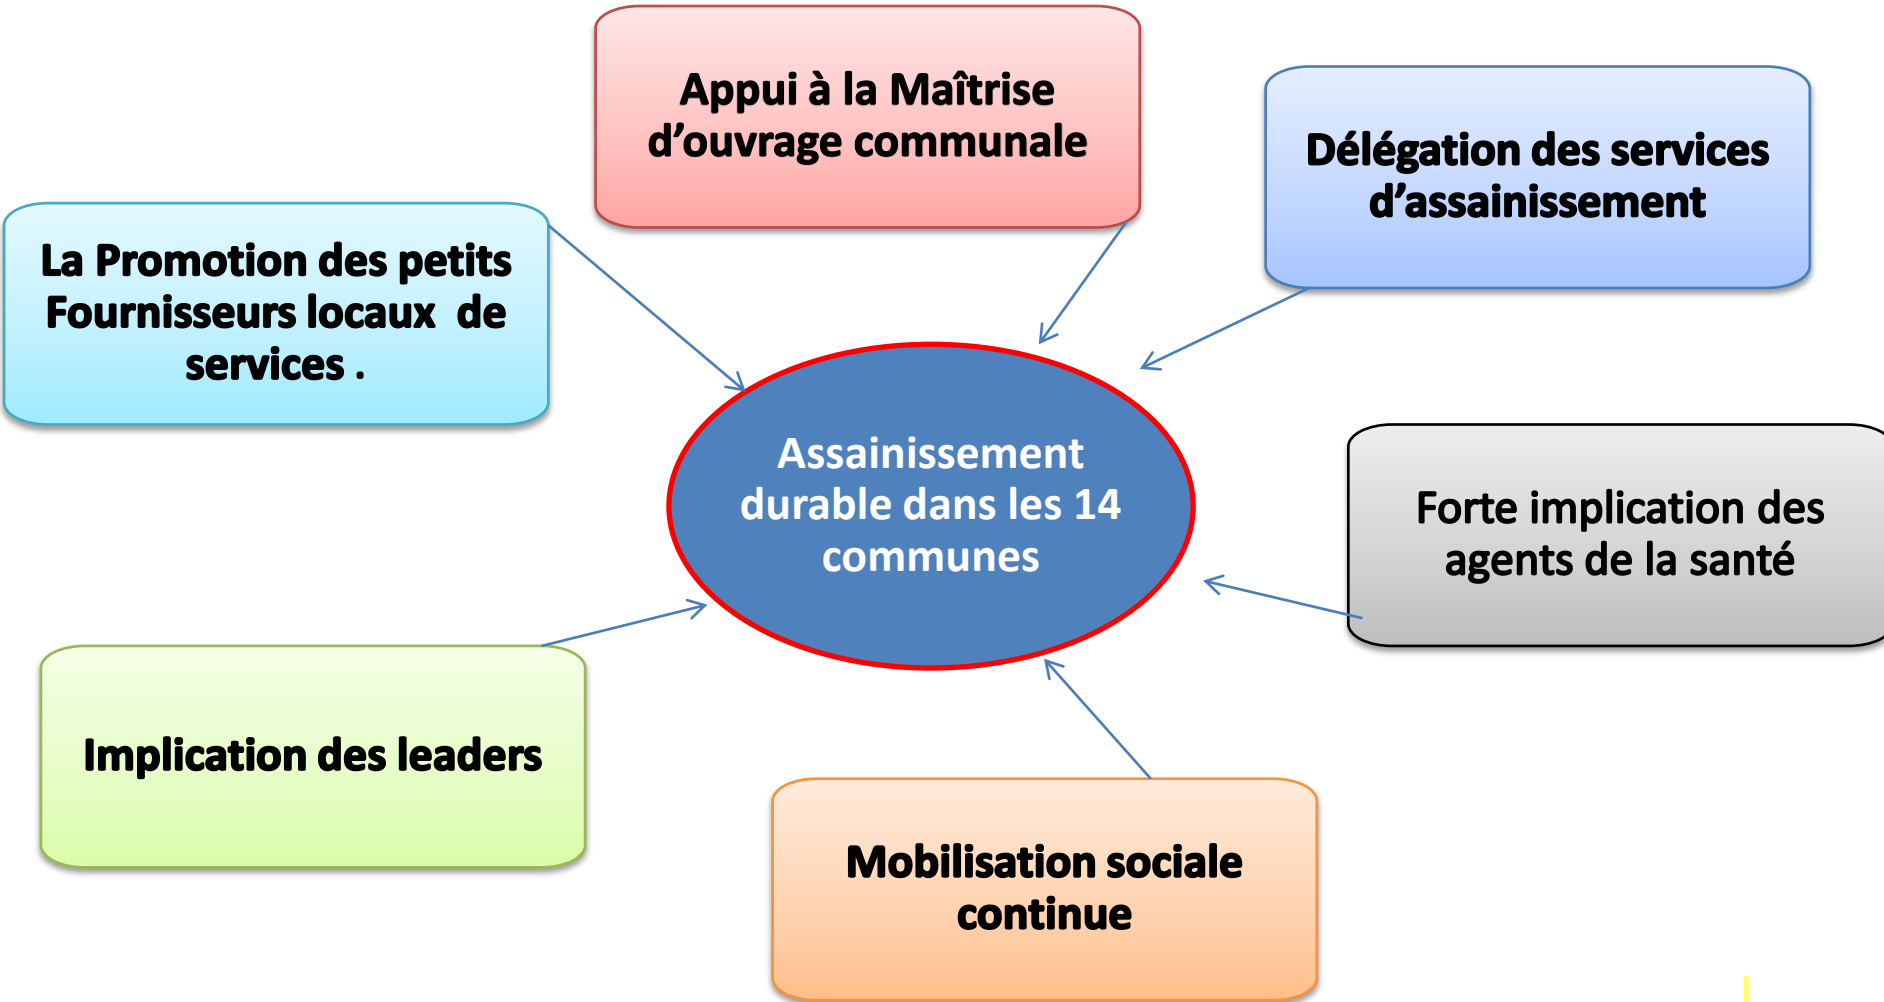 Appui à la Maîtrise
d’ouvrage communale
Délégation des services
d’assainissement
La Promotion des petits
Fournisseurs locaux de
services .
Assainissement
durable dans les 14
communes
Forte implication des
agents de la santé
Implication des leaders
Mobilisation sociale
continue